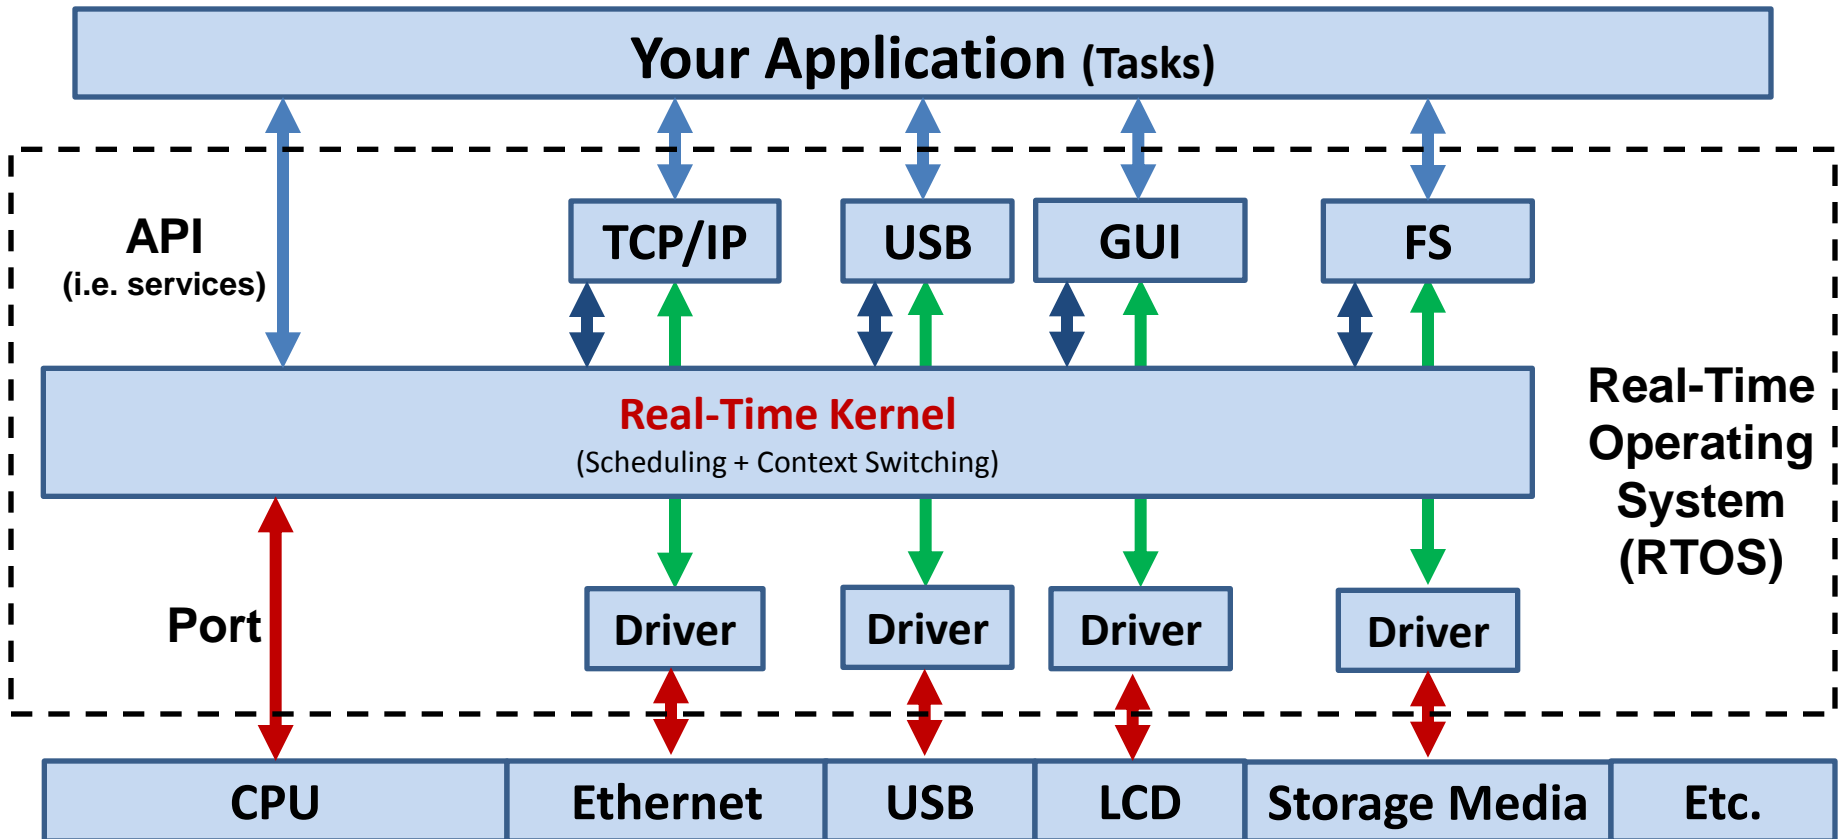 Your Application (Tasks)
API
(i.e. services)
TCP/IP
USB
GUI
FS
Real-Time Kernel
(Scheduling + Context Switching)
Real-Time
Operating
System
(RTOS)
Port
Driver
Driver
Driver
Driver
CPU
Ethernet
USB
LCD
Storage Media
Etc.